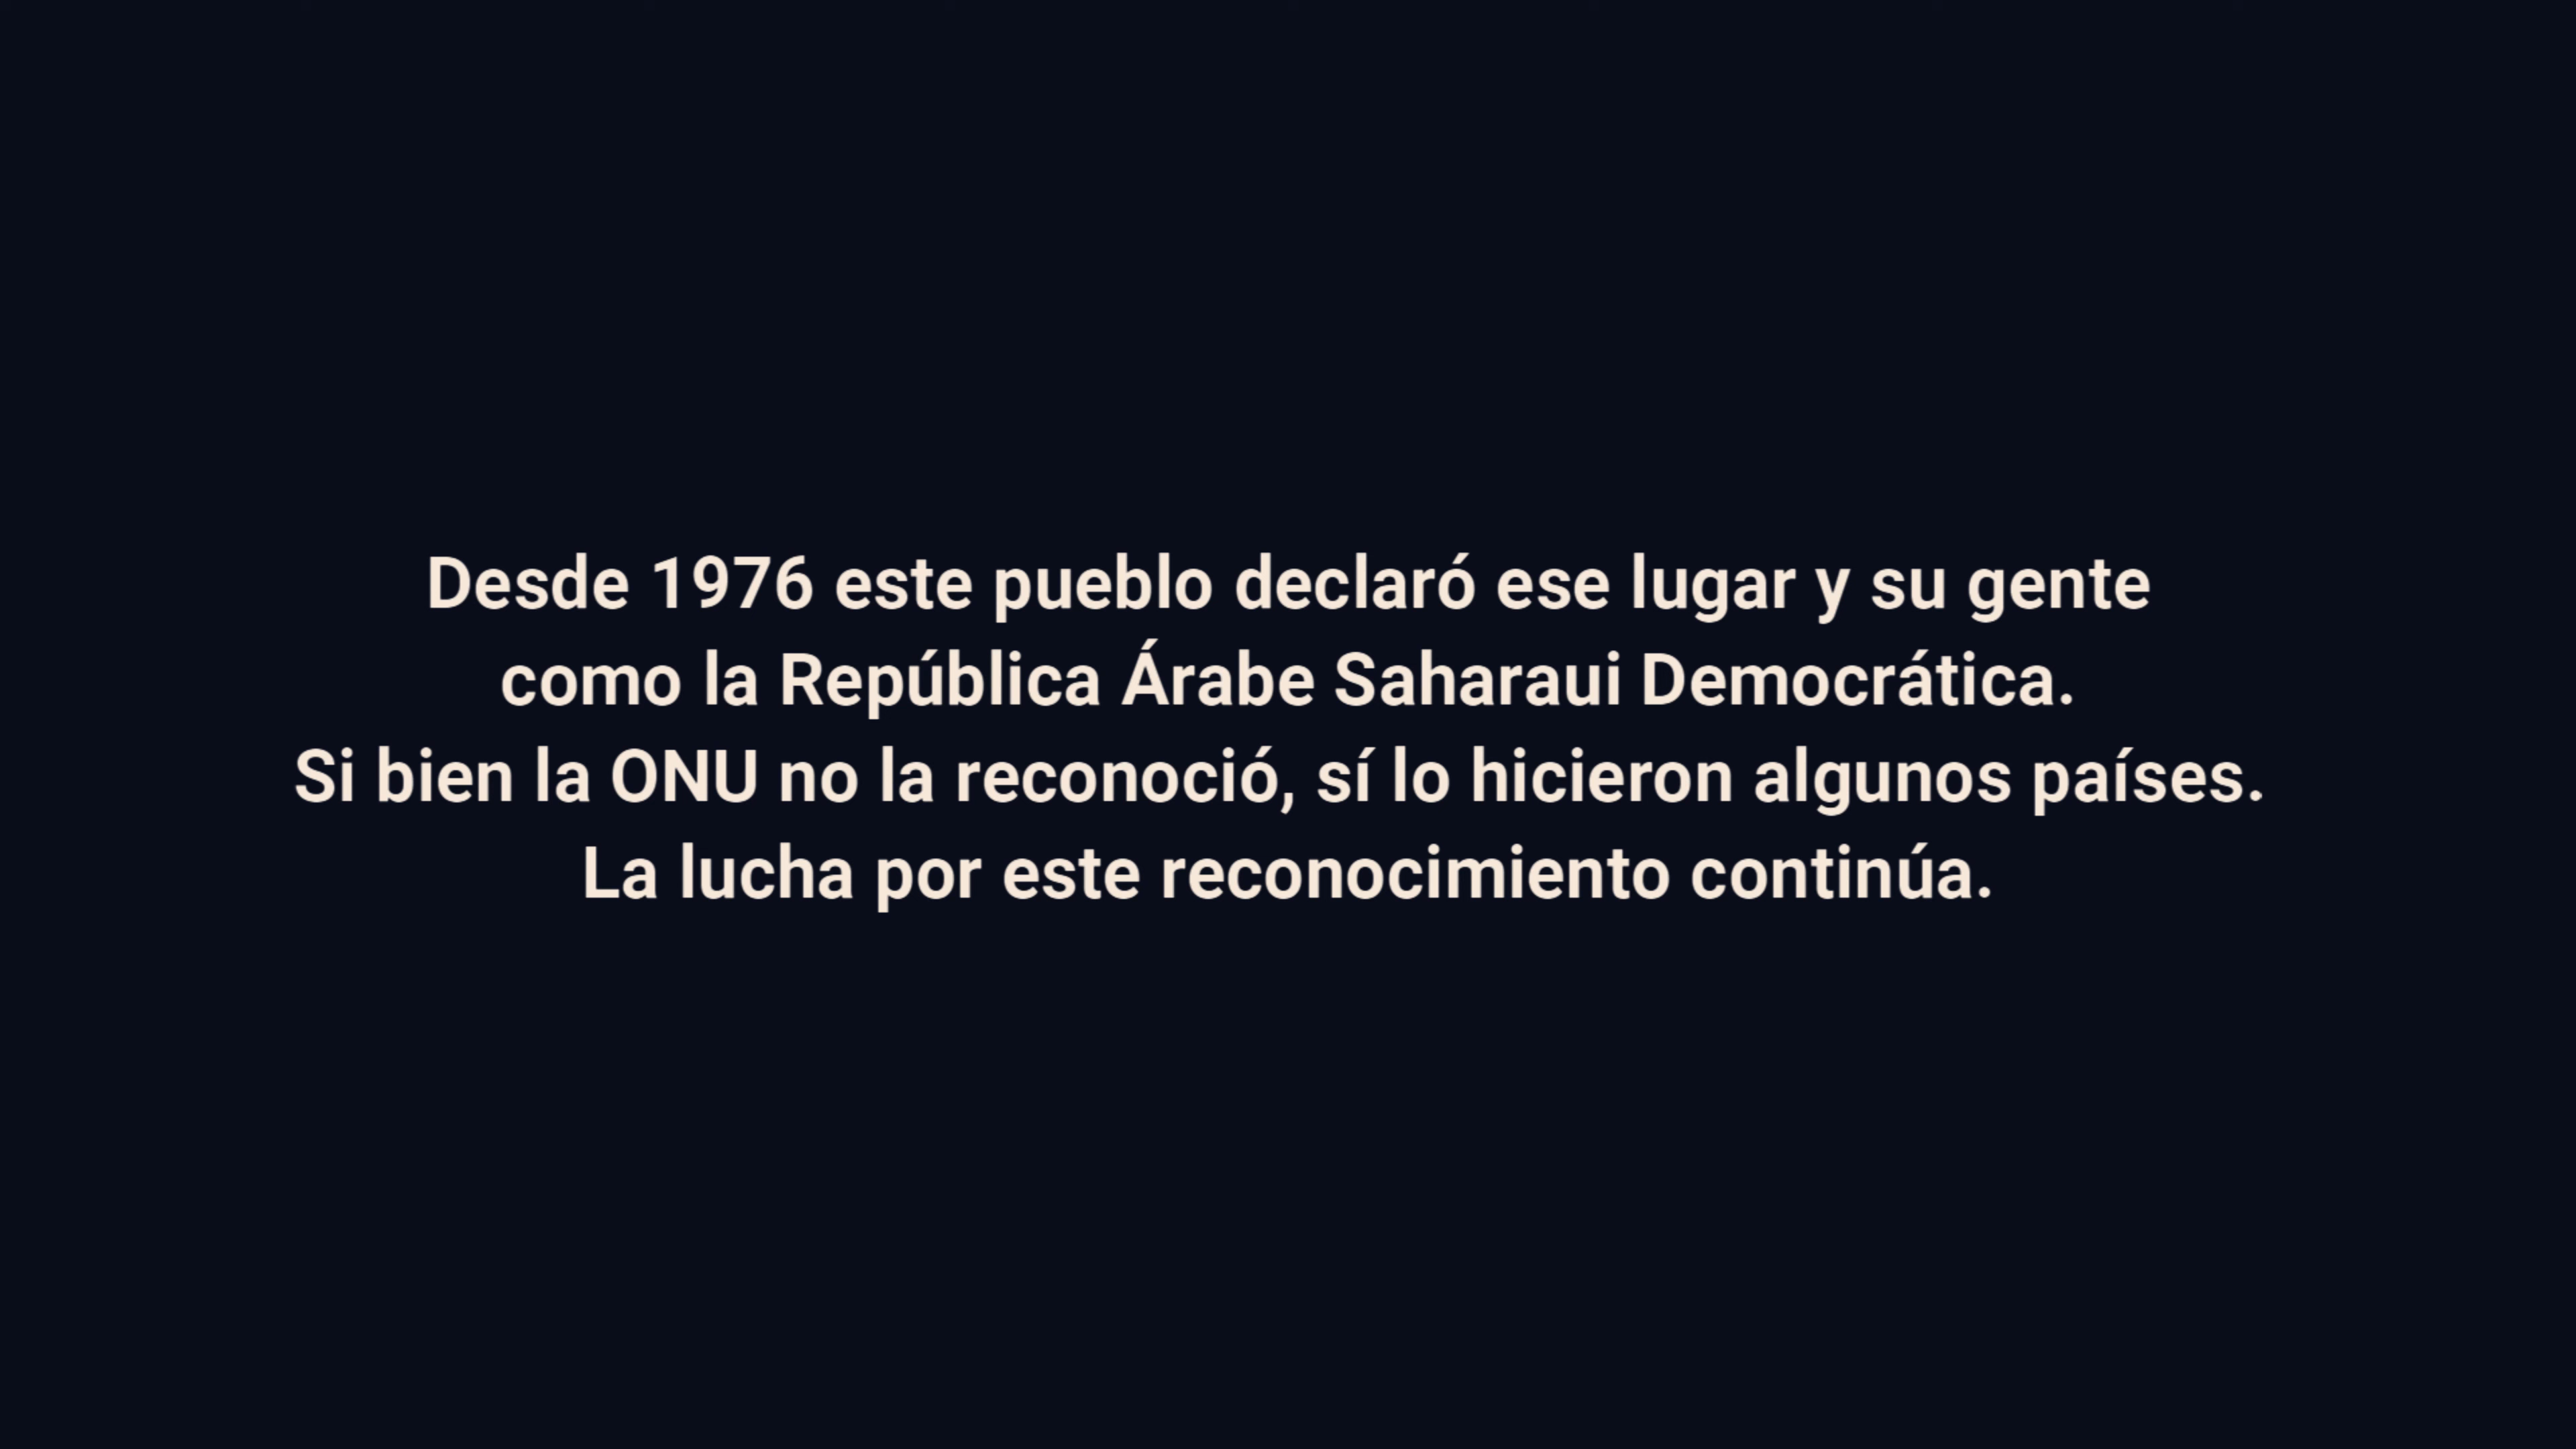 Desde 1976 este pueblo declaró ese lugar y su gente
como la República Árabe Saharaui Democrática.
Si bien la ONU no la reconoció, sí lo hicieron algunos países.
La lucha por este reconocimiento continúa.